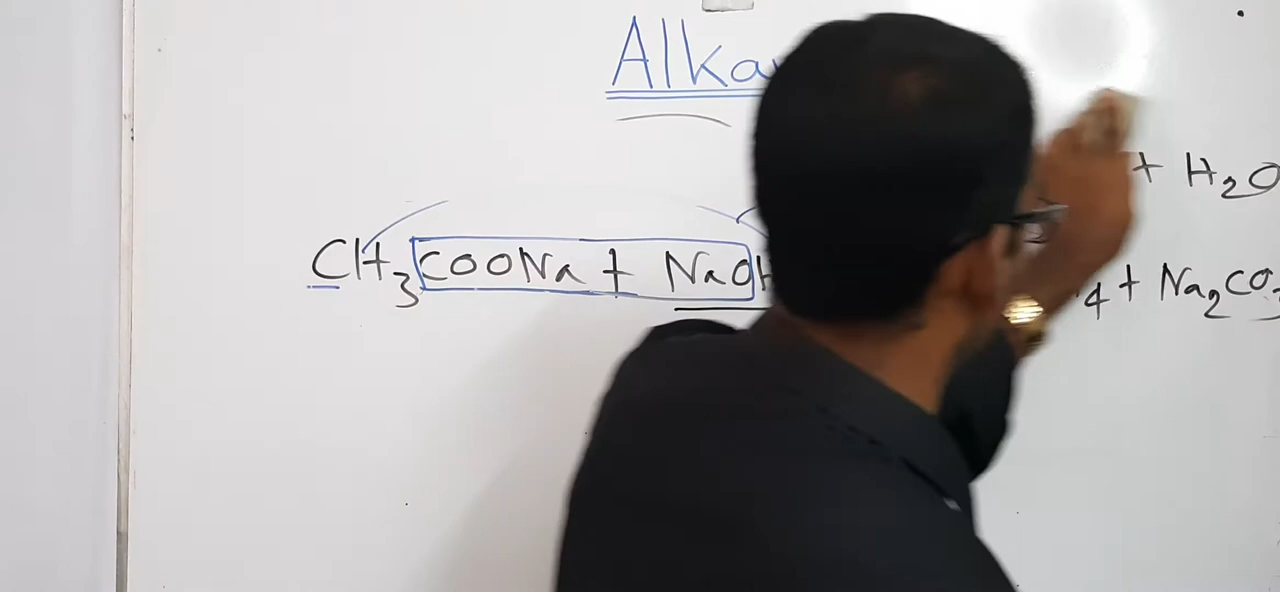 Alka
+ H₂O
CH₃COONa + NaOH 4 + Na₂CO₃